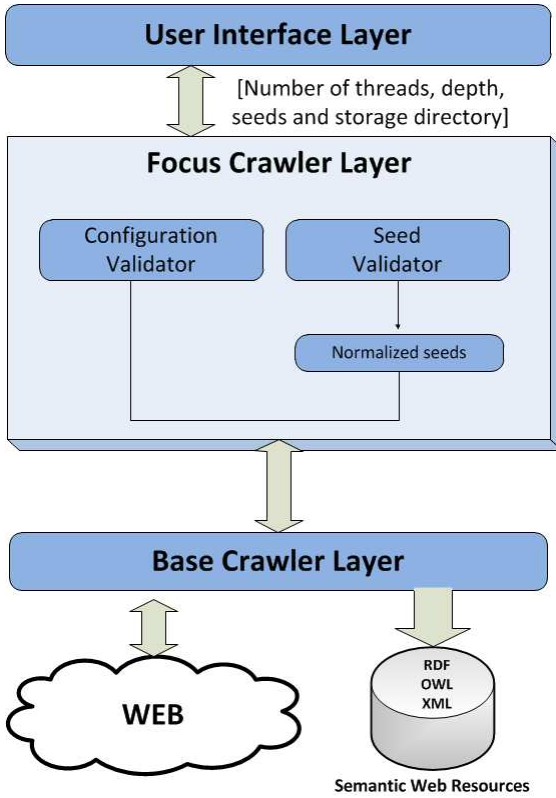 User Interface Layer
[Number of threads, depth,
seeds and storage directory]
Focus Crawler Layer
Configuration
Validator
Seed
Validator
Normalized seeds
Base Crawler Layer
WEB
RDF
OWL
XML
Semantic Web Resources